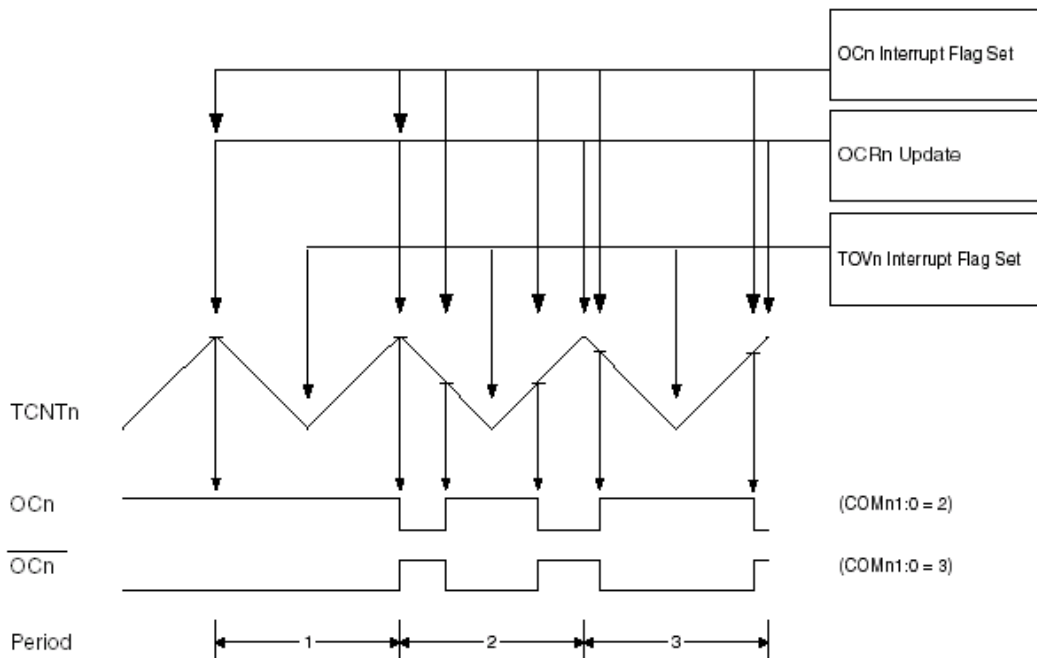 OCn Interrupt Flag Set
OCRn Update
TOVn Interrupt Flag Set
TCNTn
OCn (COMn1:0 = 2)
OCn (COMn1:0 = 3)
Period 1 2 3